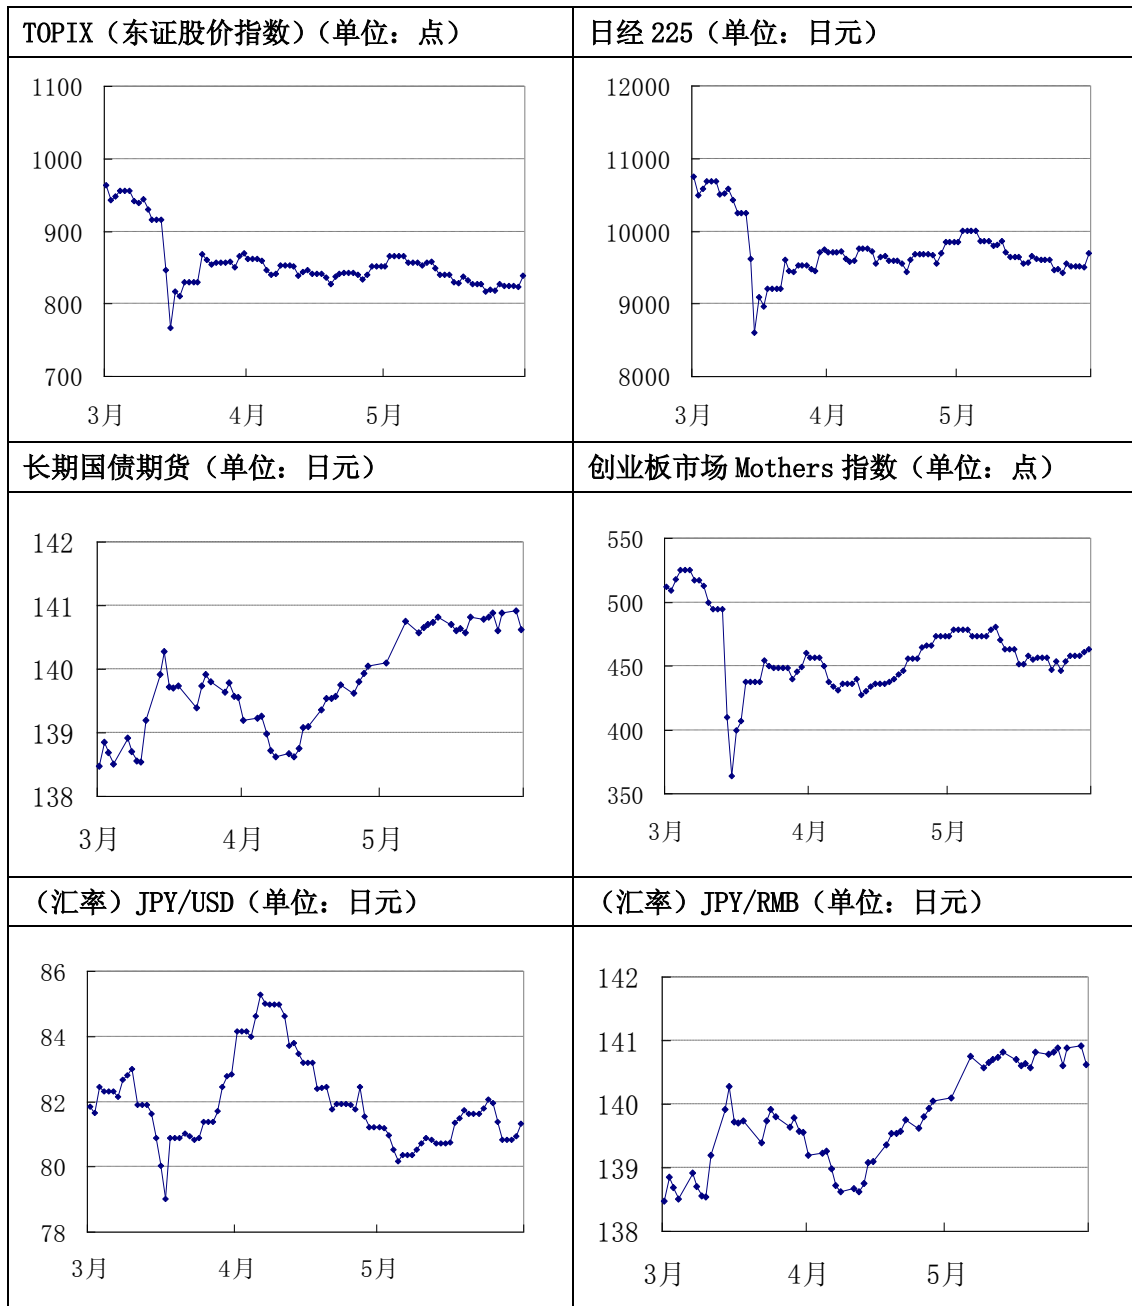 TOPIX（东证股价指数）（单位：点）
1100
1000
900
800
700
3月
4月
5月
日经 225（单位：日元）
12000
11000
10000
9000
8000
3月
4月
5月
长期国债期货（单位：日元）
142
141
140
139
138
3月
4月
5月
创业板市场 Mothers 指数（单位：点）
550
500
450
400
350
3月
4月
5月
（汇率）JPY/USD（单位：日元）
86
84
82
80
78
3月
4月
5月
（汇率）JPY/RMB（单位：日元）
142
141
140
139
138
3月
4月
5月